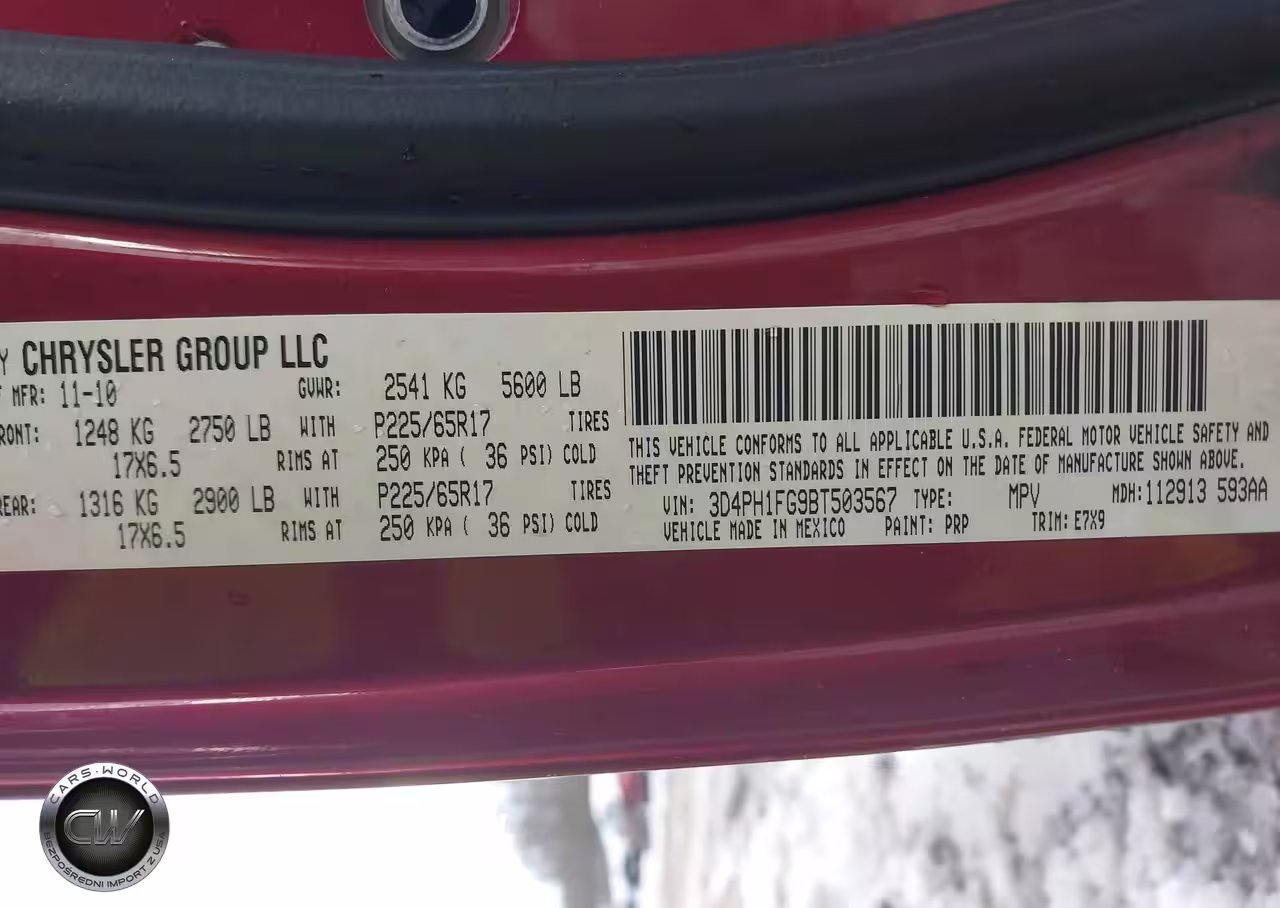 Y CHRYSLER GROUP LLC
F MFR: 11-10 GVWR: 2541 KG 5600 LB
RONT: 1248 KG 2750 LB WITH P225/65R17 TIRES
17X6.5 RIMS AT 250 KPA ( 36 PSI) COLD
REAR: 1316 KG 2900 LB WITH P225/65R17 TIRES
17X6.5 RIMS AT 250 KPA ( 36 PSI) COLD
THIS VEHICLE CONFORMS TO ALL APPLICABLE U.S.A. FEDERAL MOTOR VEHICLE SAFETY AND
THEFT PREVENTION STANDARDS IN EFFECT ON THE DATE OF MANUFACTURE SHOWN ABOVE.
VIN: 3D4PH1FG9BT503567 TYPE: MPV MDH:112913 593AA
VEHICLE MADE IN MEXICO PAINT: PRP TRIM: E7X9
CARS-WORLD
CW
BEZPOŚREDNI IMPORT Z USA